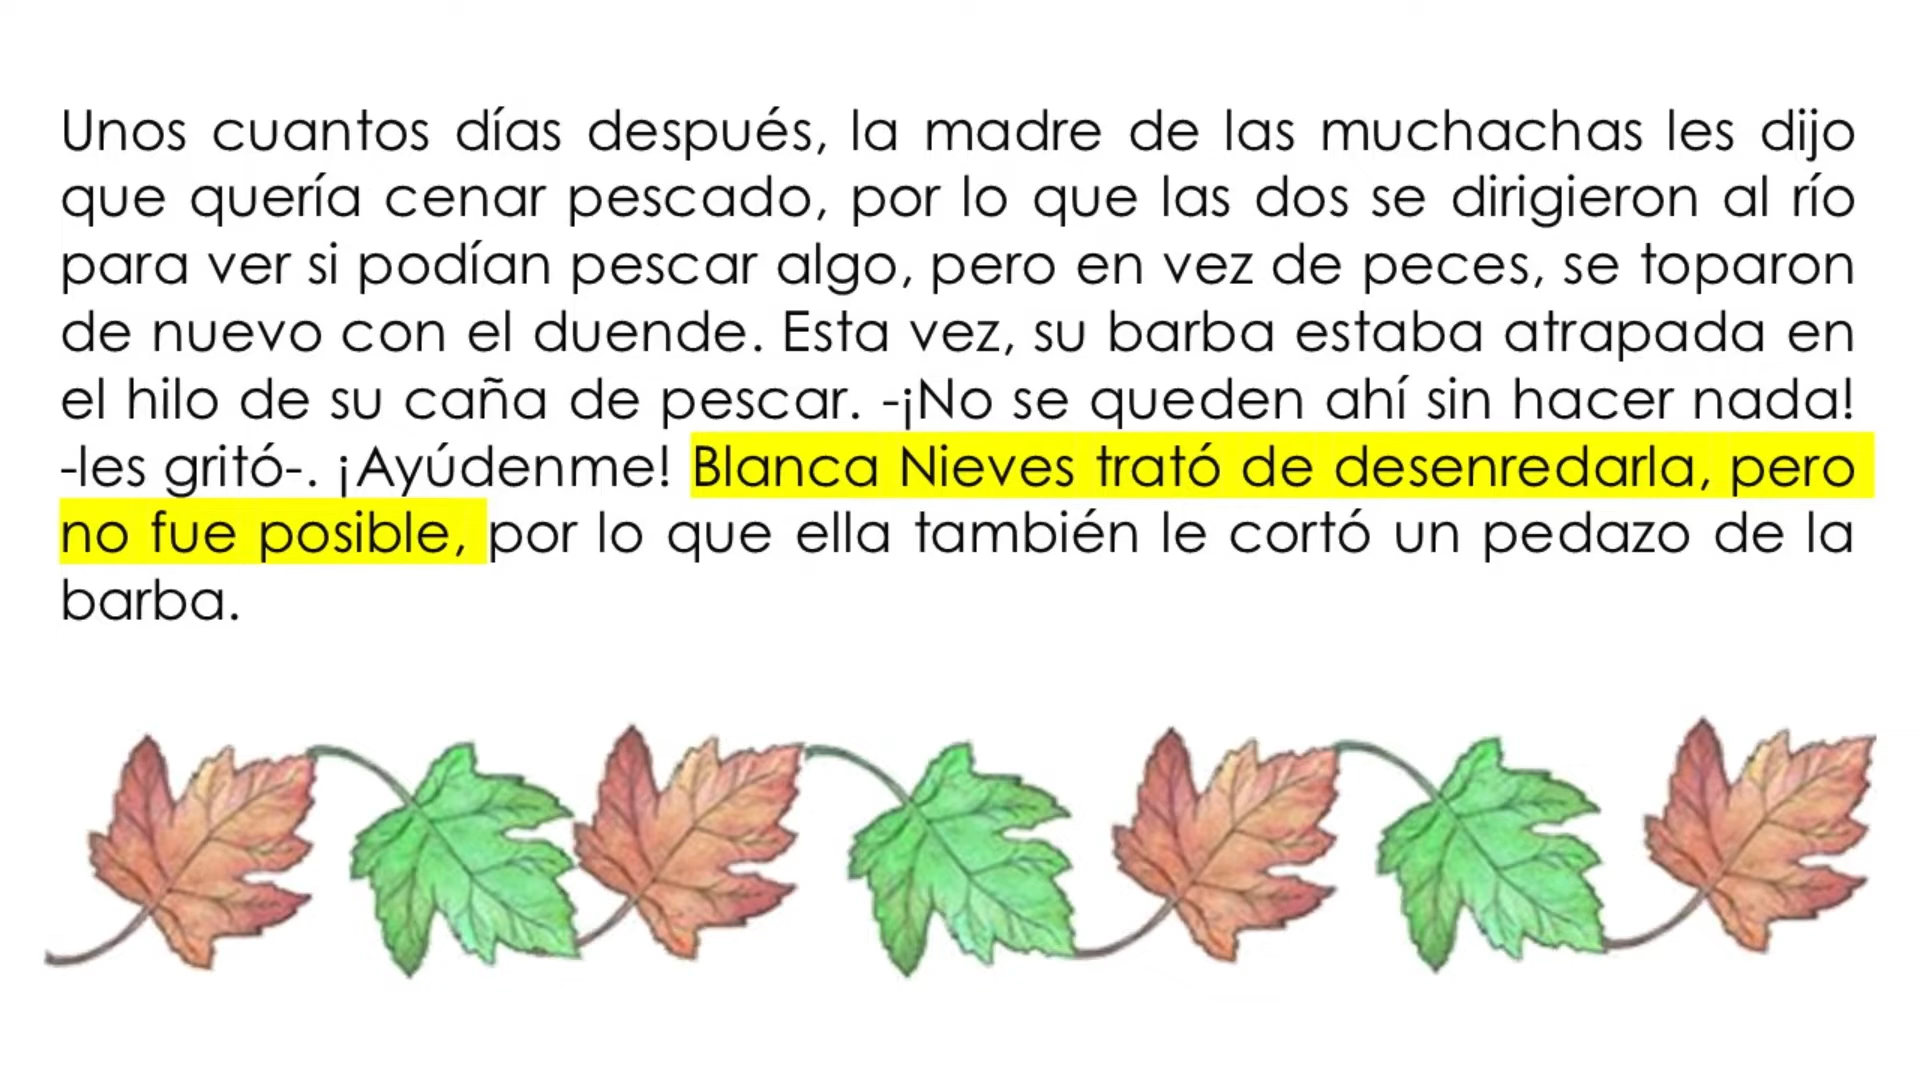 Unos cuantos días después, la madre de las muchachas les dijo
que quería cenar pescado, por lo que las dos se dirigieron al río
para ver si podían pescar algo, pero en vez de peces, se toparon
de nuevo con el duende. Esta vez, su barba estaba atrapada en
el hilo de su caña de pescar. -¡No se queden ahí sin hacer nada!
-les gritó-. ¡Ayúdenme! Blanca Nieves trató de desenredarla, pero
no fue posible, por lo que ella también le cortó un pedazo de la
barba.